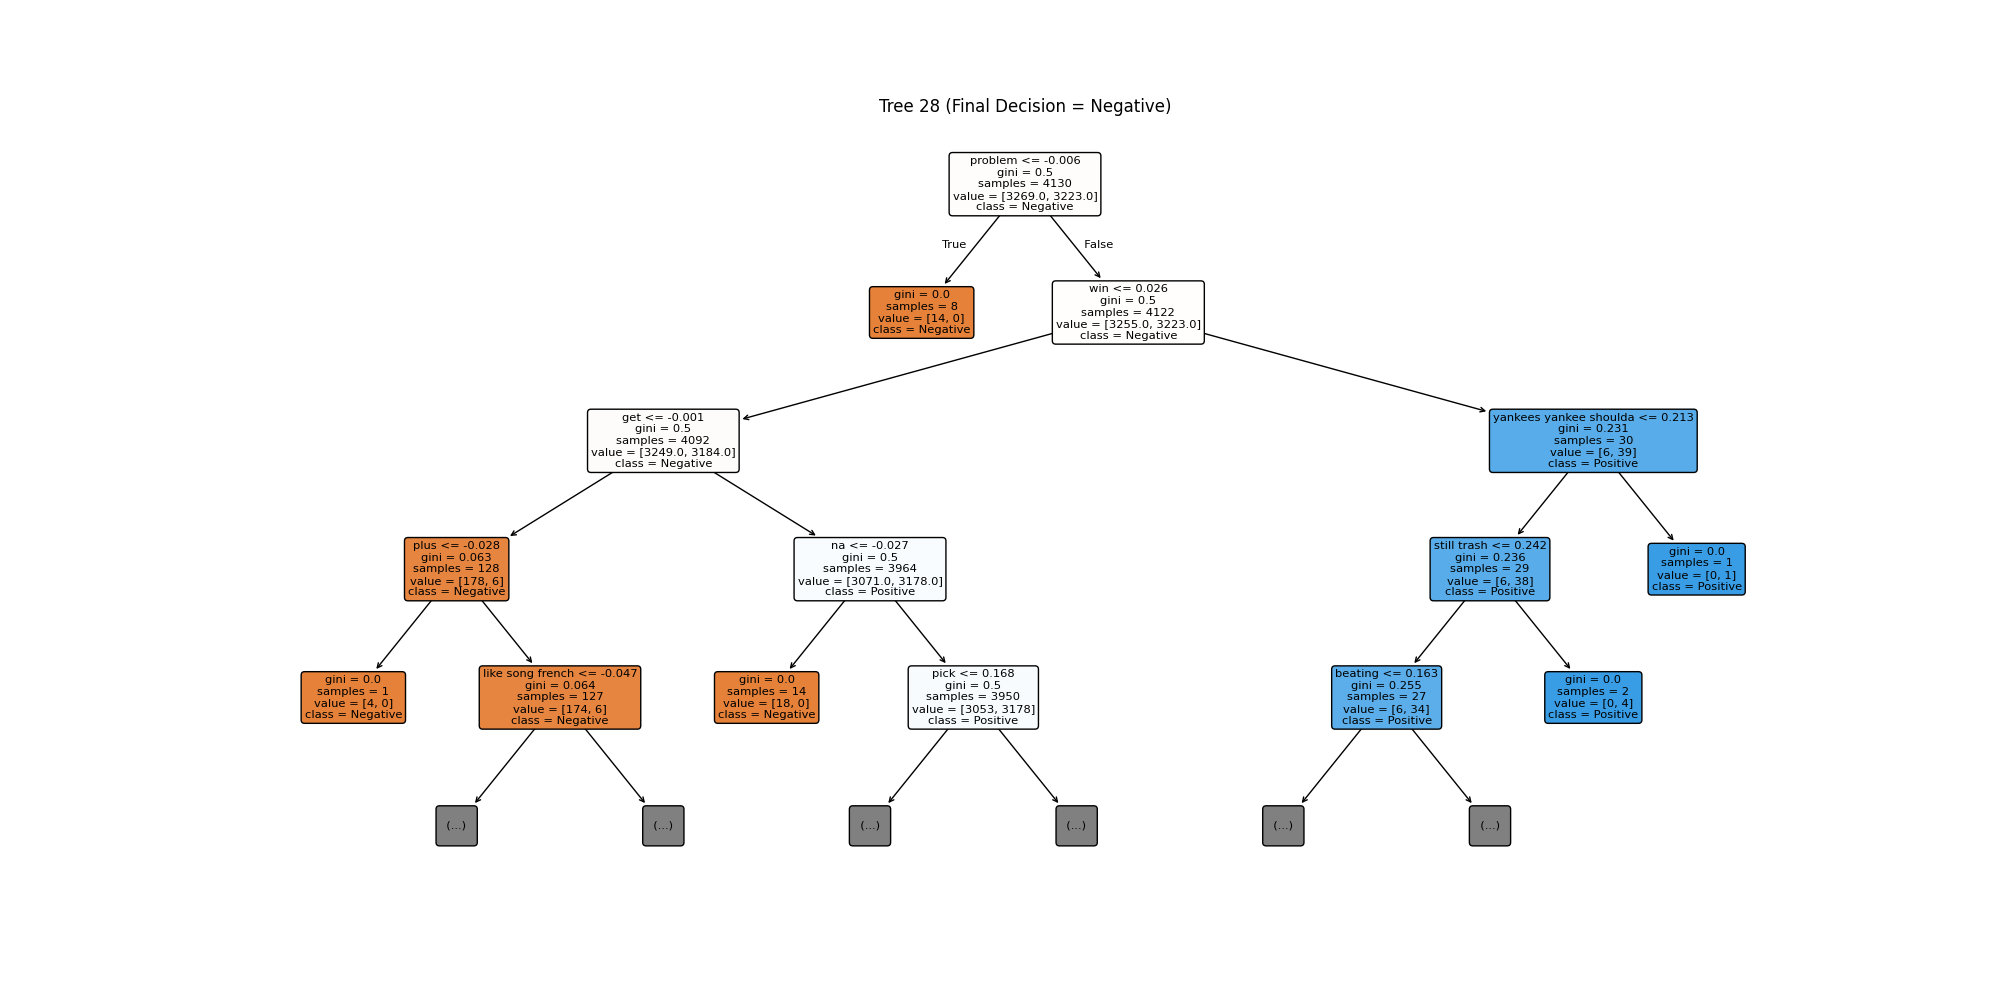 Tree 28 (Final Decision = Negative)
problem <= -0.006
gini = 0.5
samples = 4130
value = [3269.0, 3223.0]
class = Negative
True
False
gini = 0.0
samples = 8
value = [14, 0]
class = Negative
win <= 0.026
gini = 0.5
samples = 4122
value = [3255.0, 3223.0]
class = Negative
get <= -0.001
gini = 0.5
samples = 4092
value = [3249.0, 3184.0]
class = Negative
yankees yankee shoulda <= 0.213
gini = 0.231
samples = 30
value = [6, 39]
class = Positive
plus <= -0.028
gini = 0.063
samples = 128
value = [178, 6]
class = Negative
na <= -0.027
gini = 0.5
samples = 3964
value = [3071.0, 3178.0]
class = Positive
still trash <= 0.242
gini = 0.236
samples = 29
value = [6, 38]
class = Positive
gini = 0.0
samples = 1
value = [0, 1]
class = Positive
gini = 0.0
samples = 1
value = [4, 0]
class = Negative
like song french <= -0.047
gini = 0.064
samples = 127
value = [174, 6]
class = Negative
gini = 0.0
samples = 14
value = [18, 0]
class = Negative
pick <= 0.168
gini = 0.5
samples = 3950
value = [3053, 3178]
class = Positive
beating <= 0.163
gini = 0.255
samples = 27
value = [6, 34]
class = Positive
gini = 0.0
samples = 2
value = [0, 4]
class = Positive
(...)
(...)
(...)
(...)
(...)
(...)